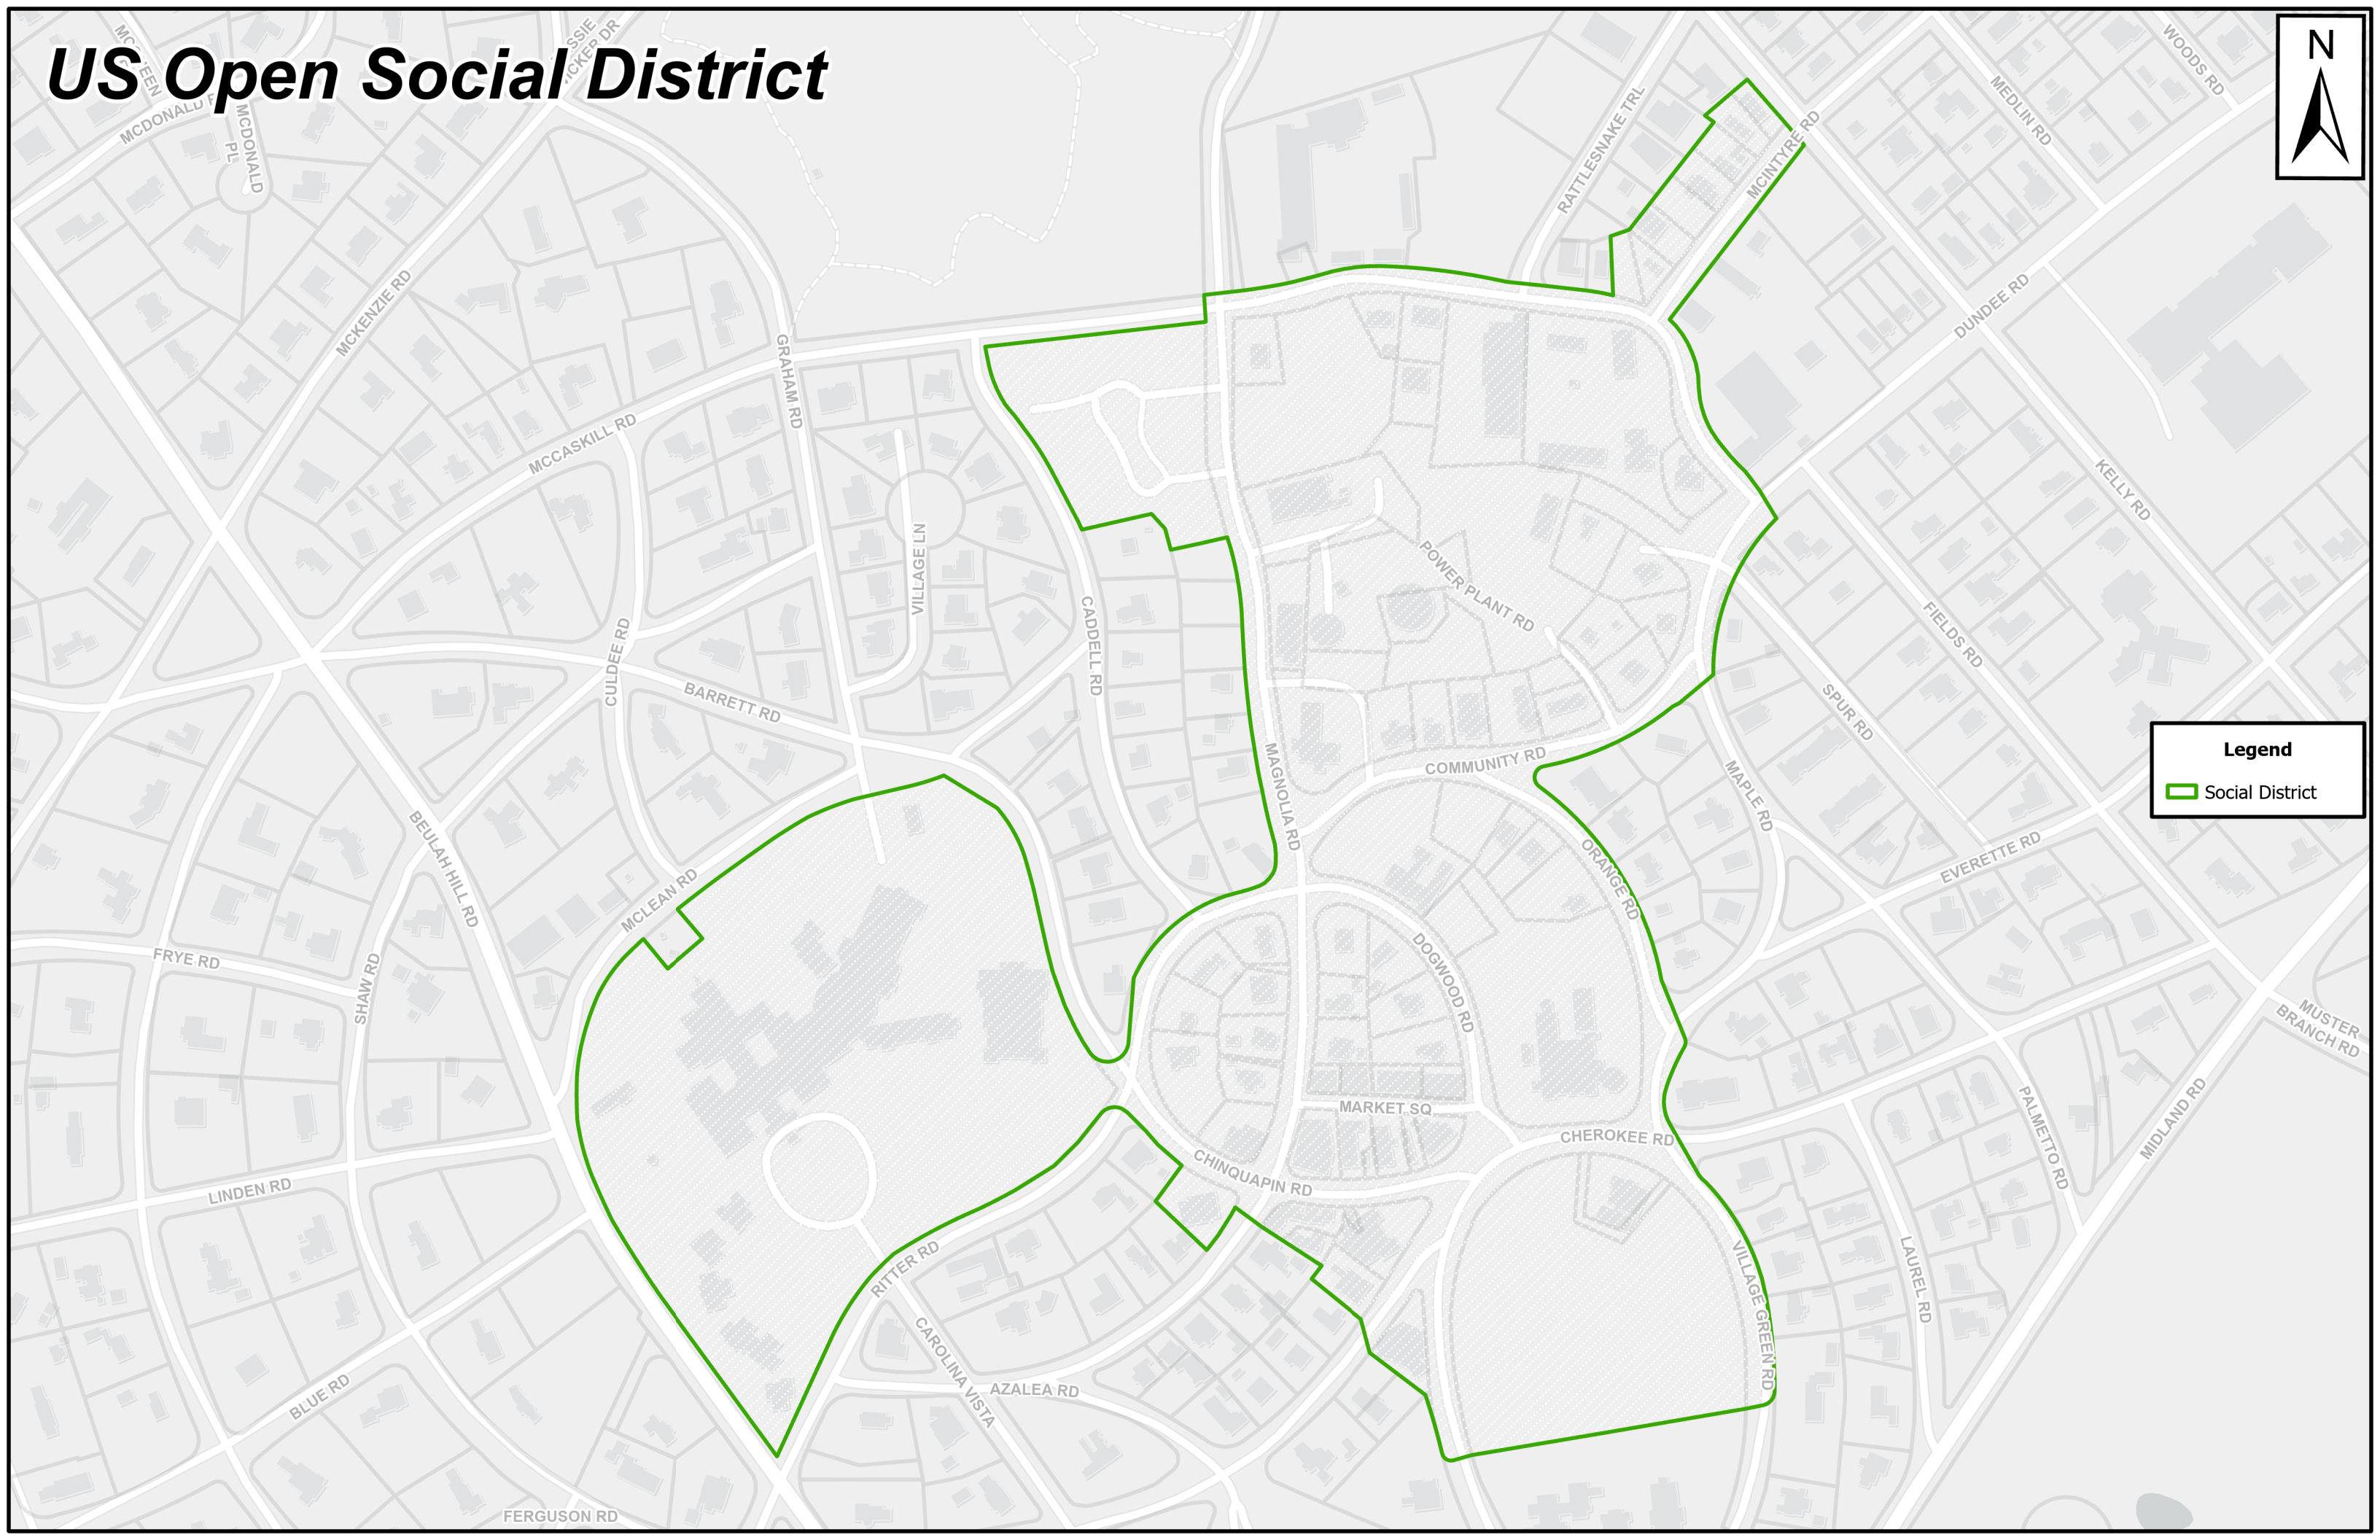 US Open Social District
N
MCDONALD
PL
MCKENZIE RD
GRAHAM RD
MCCASKILL RD
VILLAGE LN
CADDELL RD
CULDEE RD
BARRETT RD
BEULAH HILL RD
MCLEAN RD
FRYE RD
SHAW RD
LINDEN RD
BLUE RD
FERGUSON RD
RITTER RD
CAROLINA VISTA
AZALEA RD
CHINQUAPIN RD
MARKET SQ
DOGWOOD RD
CHEROKEE RD
MAGNOLIA RD
COMMUNITY RD
POWER PLANT RD
ORANGE RD
RATTLESNAKE TRL
MCINTYRE RD
WOODS RD
MEDLIN RD
DUNDEE RD
KELLY RD
FIELDS RD
SPUR RD
MAPLE RD
EVERETTE RD
MUSTER
BRANCH RD
PALMETTO RD
MIDLAND RD
LAUREL RD
VILLAGE GREEN RD
Legend
Social District